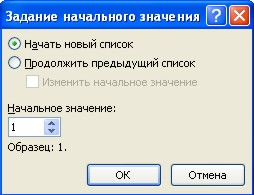 Задание начального значения
Начать новый список
Продолжить предыдущий список
Изменить начальное значение
Начальное значение:
1
Образец: 1.
ОК
Отмена